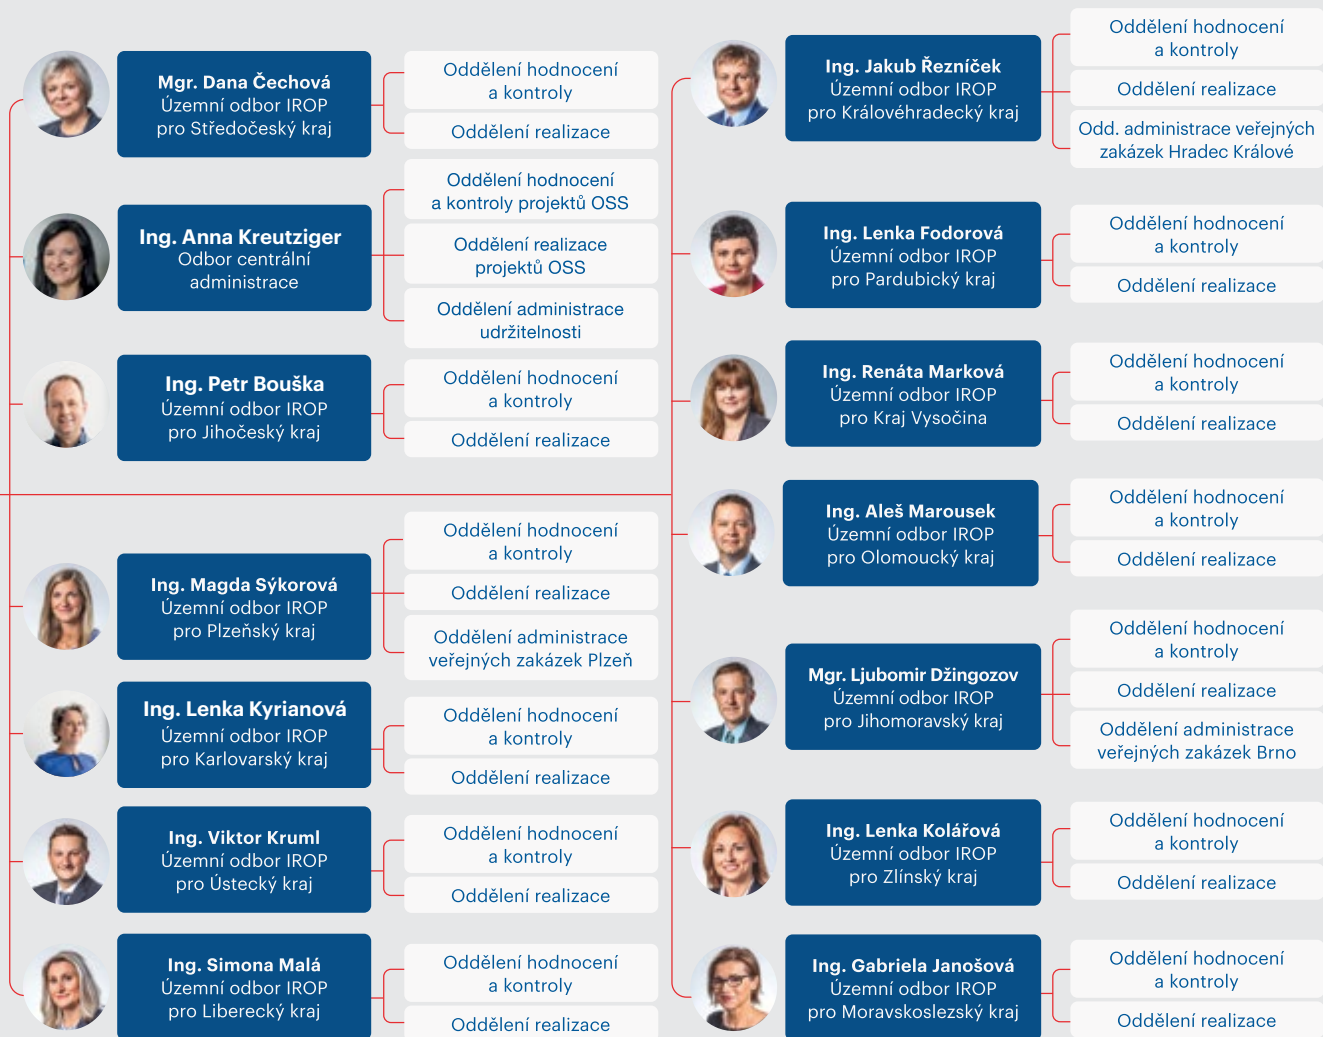 Mgr. Dana Čechová
Územní odbor IROP
pro Středočeský kraj
Oddělení hodnocení
a kontroly
Oddělení realizace
Ing. Anna Kreutziger
Odbor centrální
administrace
Oddělení hodnocení
a kontroly projektů OSS
Oddělení realizace
projektů OSS
Oddělení administrace
udržitelnosti
Ing. Petr Bouška
Územní odbor IROP
pro Jihočeský kraj
Oddělení hodnocení
a kontroly
Oddělení realizace
Ing. Magda Sýkorová
Územní odbor IROP
pro Plzeňský kraj
Oddělení hodnocení
a kontroly
Oddělení realizace
Oddělení administrace
veřejných zakázek Plzeň
Ing. Lenka Kyrianová
Územní odbor IROP
pro Karlovarský kraj
Oddělení hodnocení
a kontroly
Oddělení realizace
Ing. Viktor Kruml
Územní odbor IROP
pro Ústecký kraj
Oddělení hodnocení
a kontroly
Oddělení realizace
Ing. Simona Malá
Územní odbor IROP
pro Liberecký kraj
Oddělení hodnocení
a kontroly
Oddělení realizace
Ing. Jakub Řezníček
Územní odbor IROP
pro Královéhradecký kraj
Oddělení hodnocení
a kontroly
Oddělení realizace
Odd. administrace veřejných
zakázek Hradec Králové
Ing. Lenka Fodorová
Územní odbor IROP
pro Pardubický kraj
Oddělení hodnocení
a kontroly
Oddělení realizace
Ing. Renáta Marková
Územní odbor IROP
pro Kraj Vysočina
Oddělení hodnocení
a kontroly
Oddělení realizace
Ing. Aleš Marousek
Územní odbor IROP
pro Olomoucký kraj
Oddělení hodnocení
a kontroly
Oddělení realizace
Mgr. Ljubomir Džingozov
Územní odbor IROP
pro Jihomoravský kraj
Oddělení hodnocení
a kontroly
Oddělení realizace
Oddělení administrace
veřejných zakázek Brno
Ing. Lenka Kolářová
Územní odbor IROP
pro Zlínský kraj
Oddělení hodnocení
a kontroly
Oddělení realizace
Ing. Gabriela Janošová
Územní odbor IROP
pro Moravskoslezský kraj
Oddělení hodnocení
a kontroly
Oddělení realizace